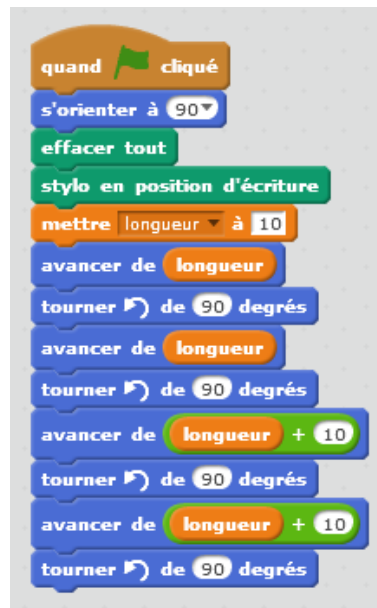 quand cliqué
s'orienter à 90
effacer tout
stylo en position d'écriture
mettre longueur à 10
avancer de longueur
tourner de 90 degrés
avancer de longueur
tourner de 90 degrés
avancer de longueur + 10
tourner de 90 degrés
avancer de longueur + 10
tourner de 90 degrés